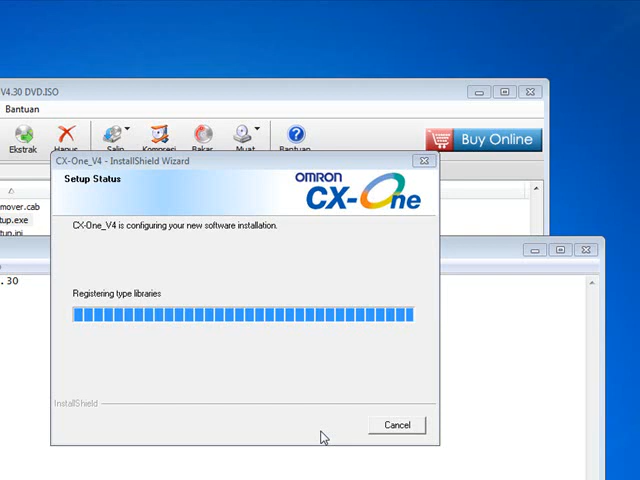 V4.30 DVD.ISO
Bantuan
Ekstrak
Hapus
Salin
Kompresi
Bakar
Muat
Bantuan
Buy Online
CX-One_V4 - InstallShield Wizard
Setup Status
OMRON
CX-One
mover.cab
tup.exe
tup.ini
CX-One_V4 is configuring your new software installation.
.30
Registering type libraries
InstallShield
Cancel